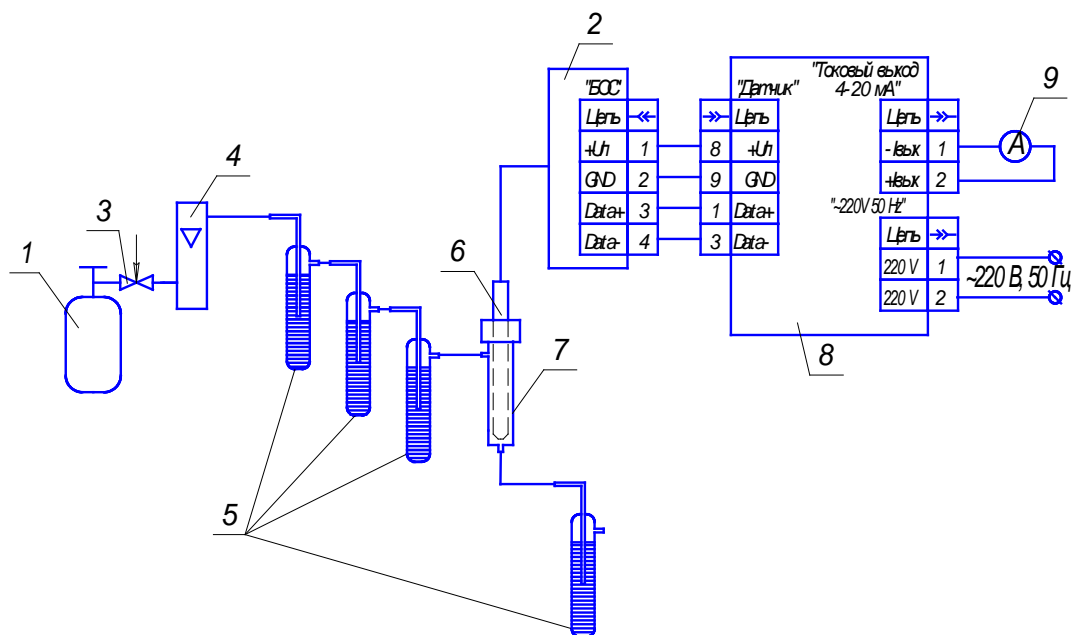 2
"БОС"
Цепь
+Uп 1
GND 2
Data+ 3
Data- 4
"Датчик"
Цепь
8 +Uп
9 GND
1 Data+
3 Data-
"Токовый выход
4-20 мА"
Цепь
- Iвых 1
+Iвых 2
9
А
"~220V 50 Hz"
Цепь
220 V 1
220 V 2
~220 В, 50 Гц
8
4
3
1
6
7
5